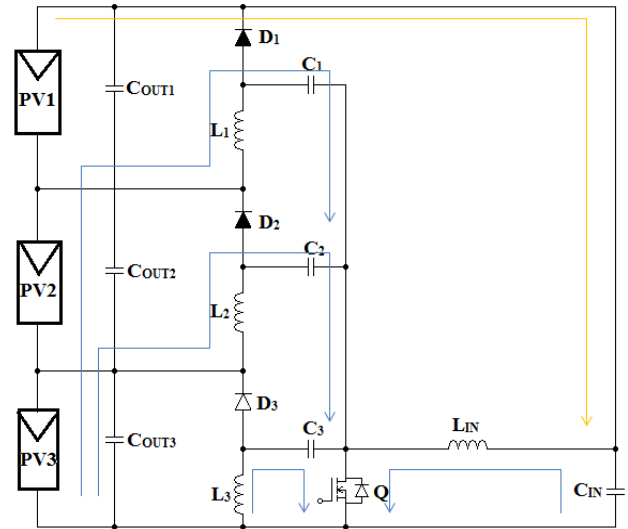 D1
C1
PV1
COUT1
L1
D2
C2
PV2
COUT2
L2
D3
C3
LIN
PV3
COUT3
L3
Q
CIN